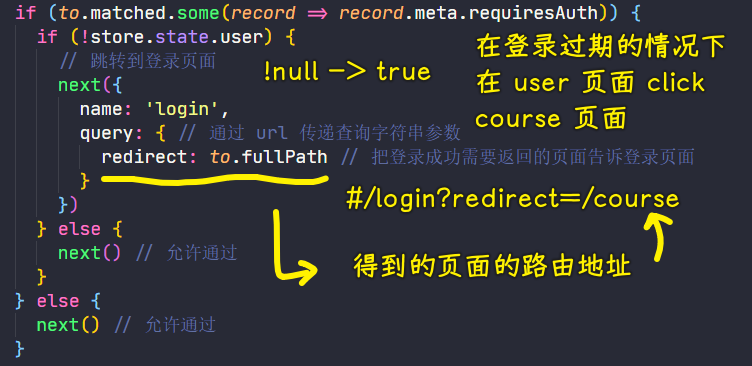 if (to.matched.some(record => record.meta.requiresAuth)) {
if (!store.state.user) {
// 跳转到登录页面
next({
name: 'login',
query: { // 通过 url 传递查询字符串参数
redirect: to.fullPath // 把登录成功需要返回的页面告诉登录页面
}
})
} else {
next() // 允许通过
}
} else {
next() // 允许通过
}
!null -> true
在登录过期的情况下
在 user 页面 click
course 页面
#/login?redirect=/course
得到的页面的路由地址